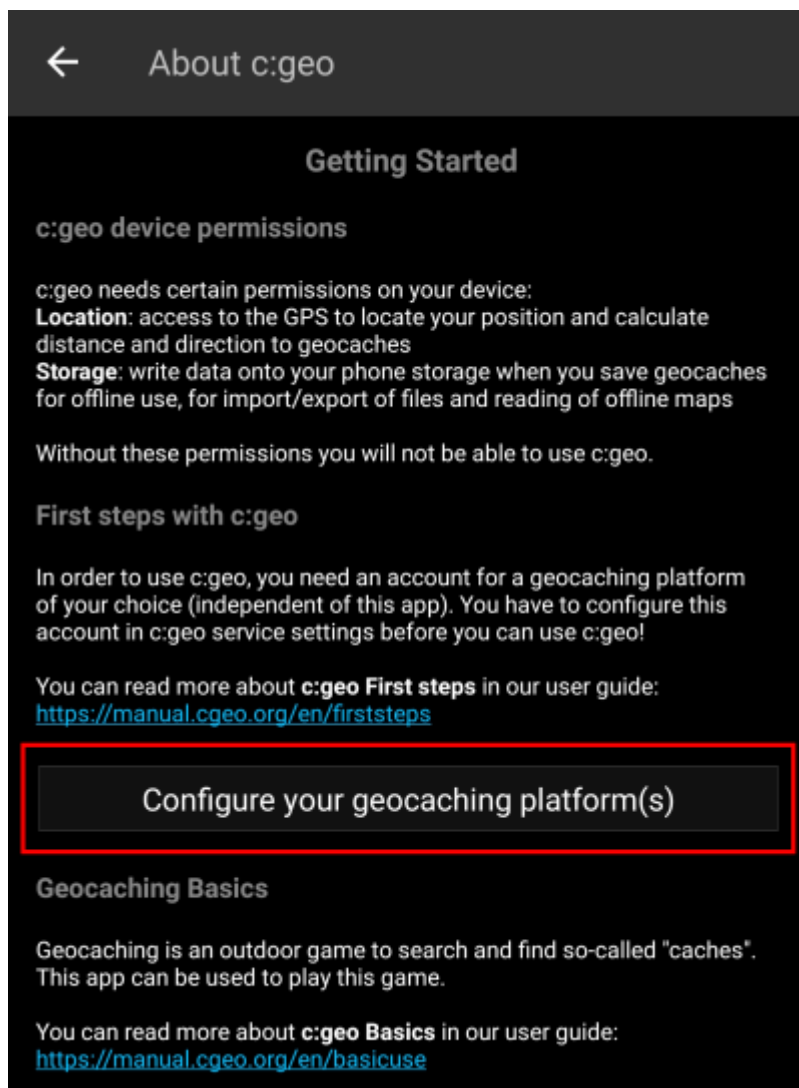 About c:geo
Getting Started
c:geo device permissions
c:geo needs certain permissions on your device:
Location: access to the GPS to locate your position and calculate
distance and direction to geocaches
Storage: write data onto your phone storage when you save geocaches
for offline use, for import/export of files and reading of offline maps
Without these permissions you will not be able to use c:geo.
First steps with c:geo
In order to use c:geo, you need an account for a geocaching platform
of your choice (independent of this app). You have to configure this
account in c:geo service settings before you can use c:geo!
You can read more about c:geo First steps in our user guide:
https://manual.cgeo.org/en/firststeps
Configure your geocaching platform(s)
Geocaching Basics
Geocaching is an outdoor game to search and find so-called "caches".
This app can be used to play this game.
You can read more about c:geo Basics in our user guide:
https://manual.cgeo.org/en/basicuse